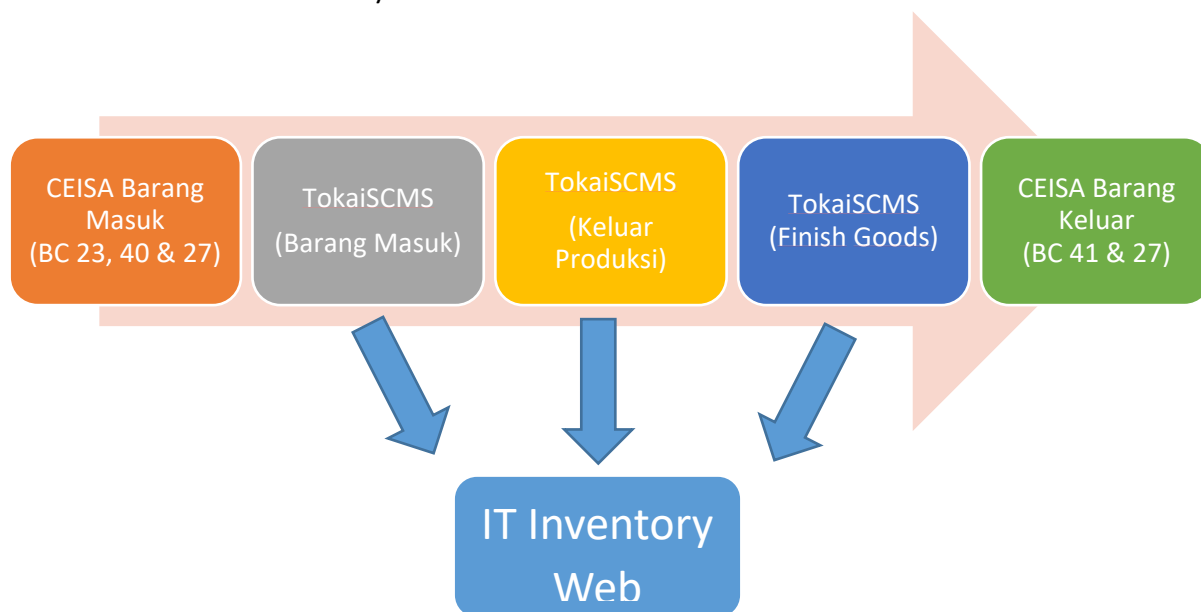 CEISA Barang
Masuk
(BC 23, 40 & 27)
TokaiSCMS
(Barang Masuk)
TokaiSCMS
(Keluar
Produksi)
TokaiSCMS
(Finish Goods)
CEISA Barang
Keluar
(BC 41 & 27)
IT Inventory
Web